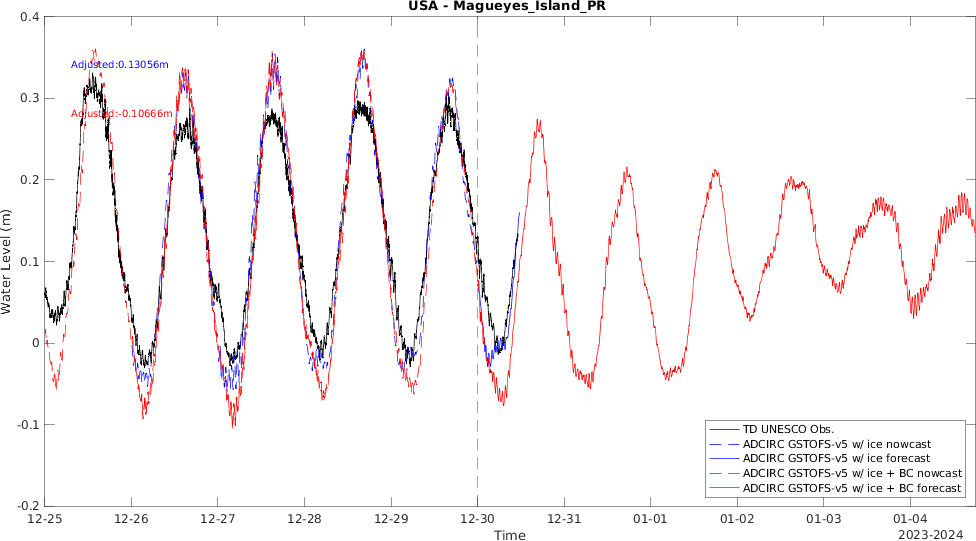 USA - Magueyes_Island_PR
0.4
0.3
0.2
0.1
0
-0.1
-0.2
Water Level (m)
Adjusted:0.13056m
Adjusted:-0.10666m
TD UNESCO Obs.
ADCIRC GSTOFS-v5 w/ ice nowcast
ADCIRC GSTOFS-v5 w/ ice forecast
ADCIRC GSTOFS-v5 w/ ice + BC nowcast
ADCIRC GSTOFS-v5 w/ ice + BC forecast
12-25 12-26 12-27 12-28 12-29 12-30 12-31 01-01 01-02 01-03 01-04
Time
2023-2024